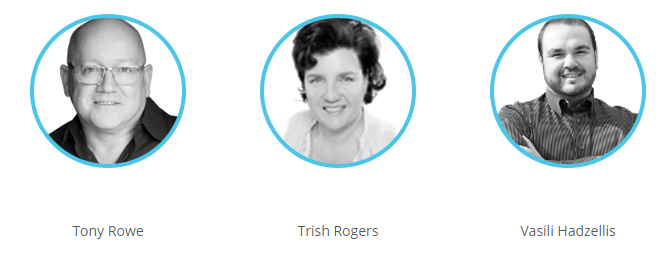 Tony Rowe
Trish Rogers
Vasili Hadzellis